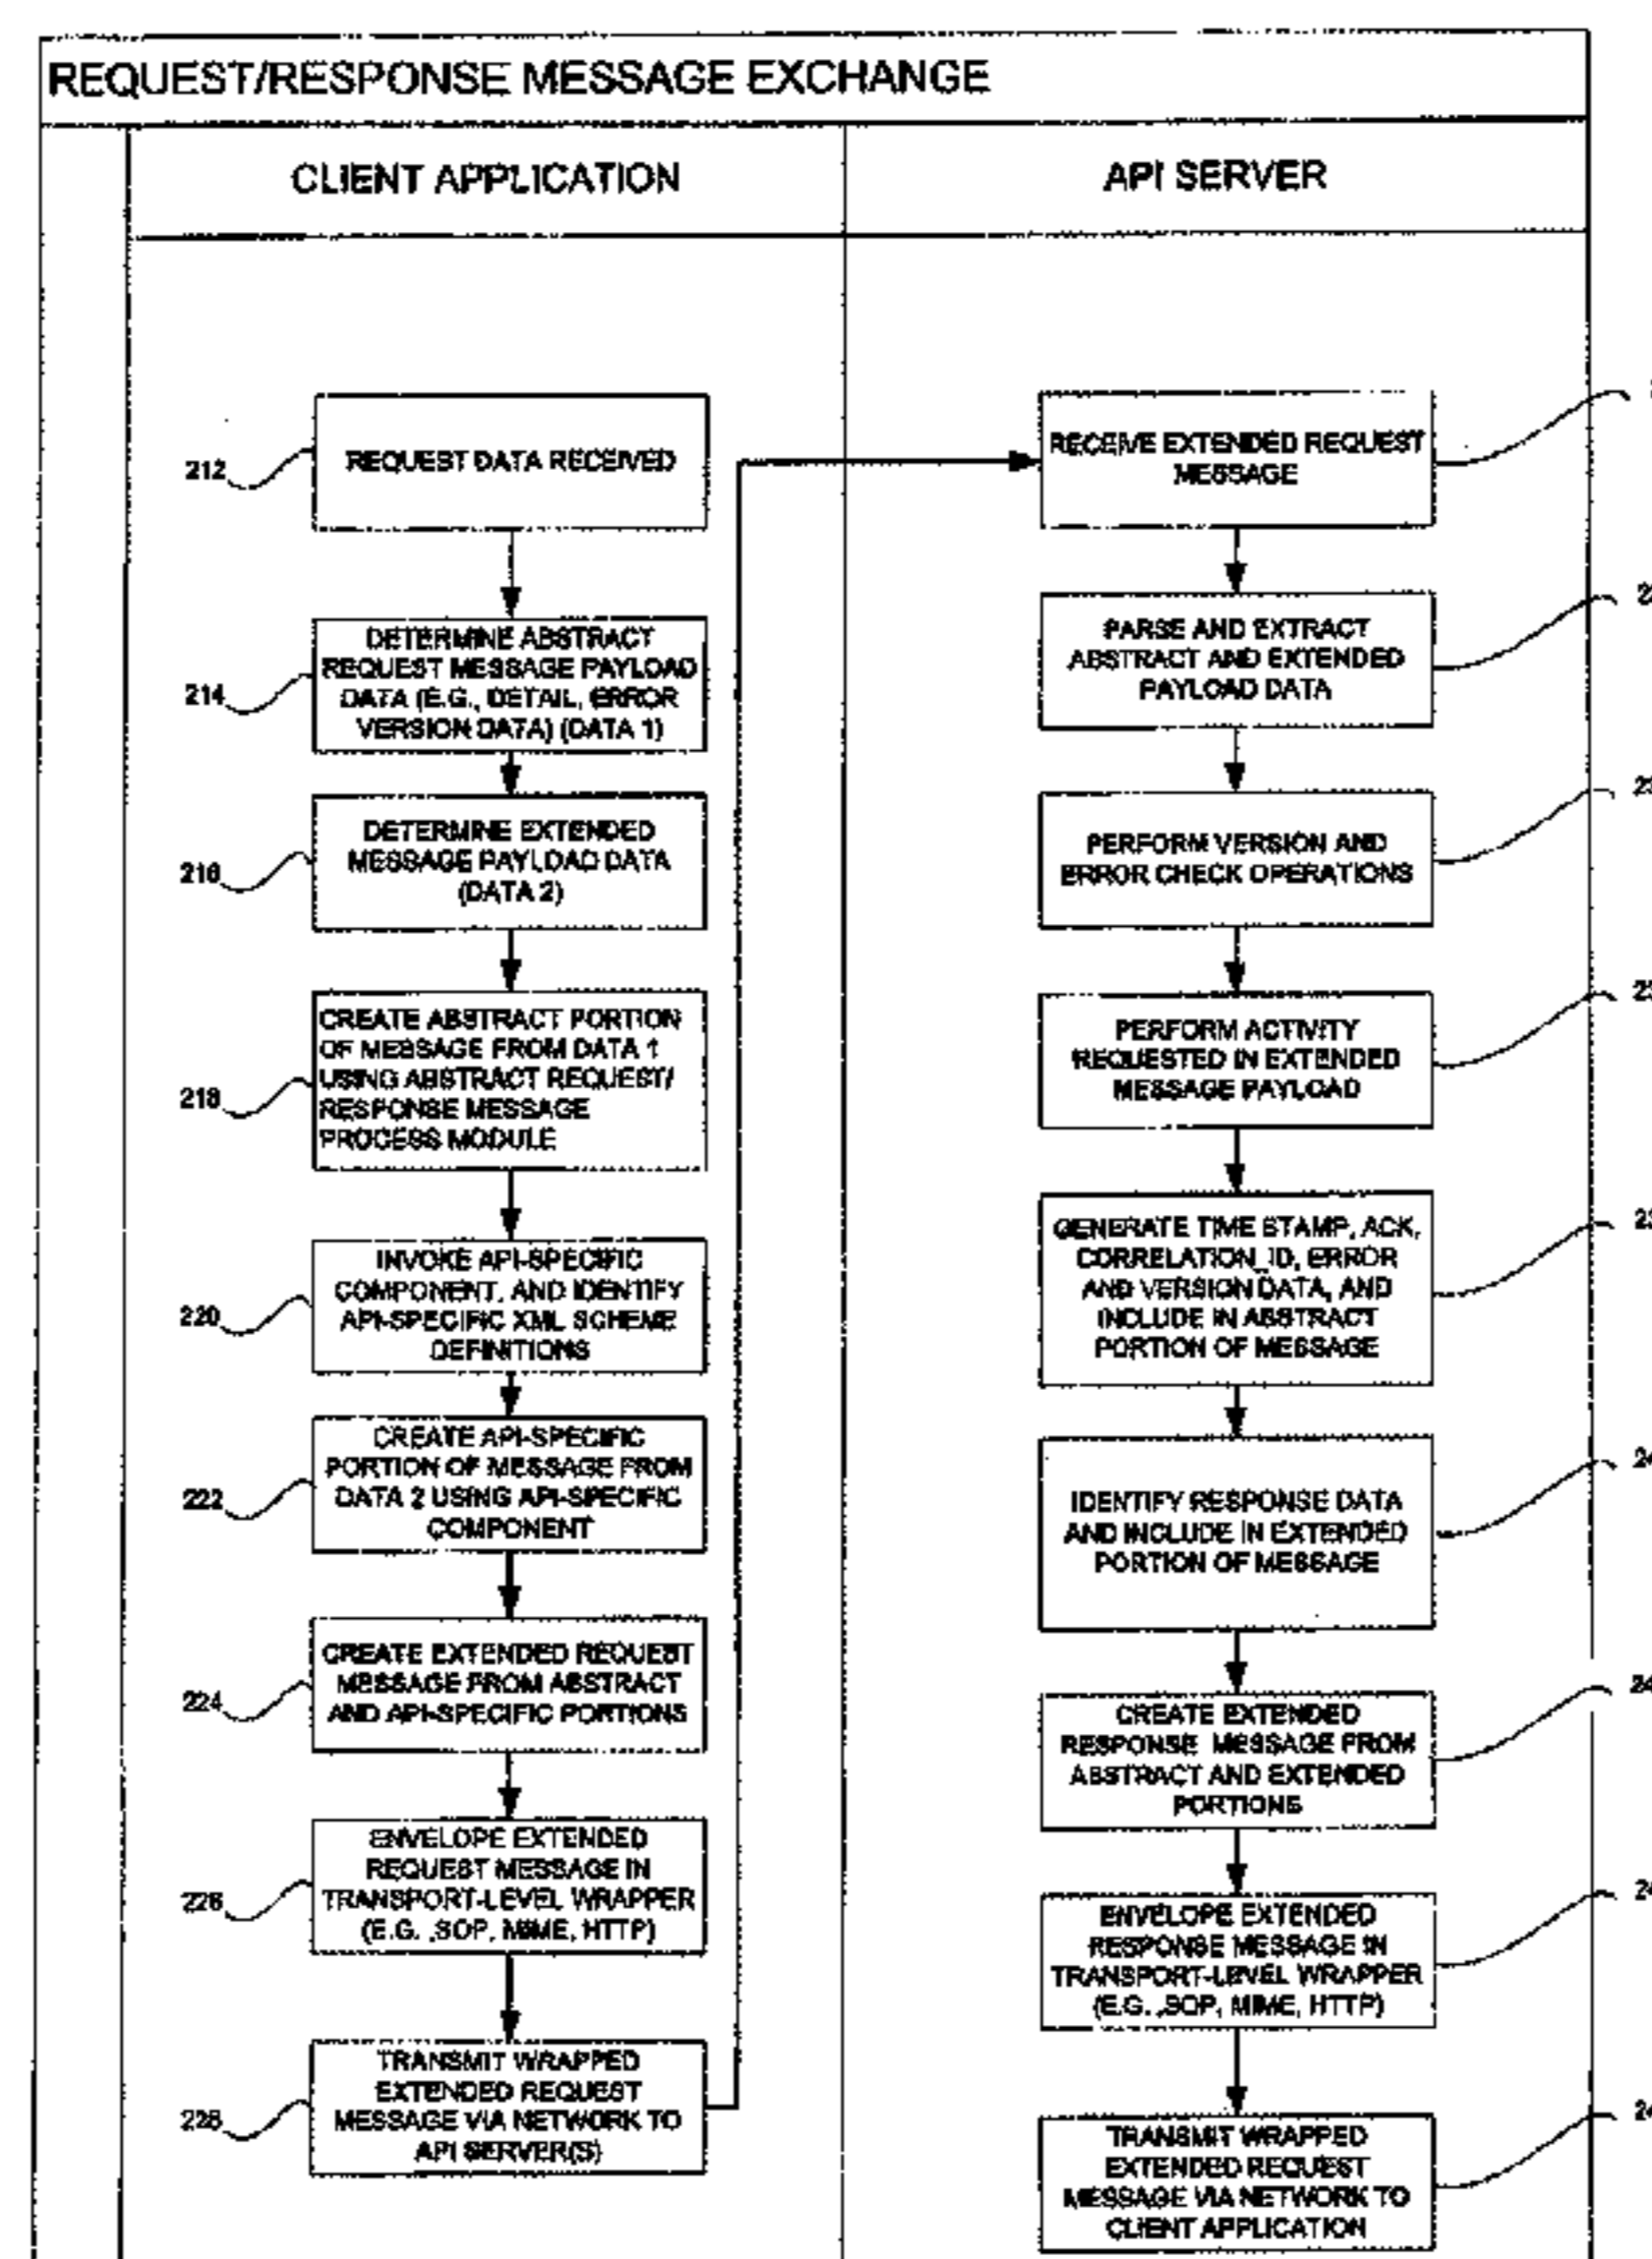 REQUEST/RESPONSE MESSAGE EXCHANGE
CLIENT APPLICATION
API SERVER
212
REQUEST DATA RECEIVED
214
DETERMINE ABSTRACT
REQUEST MESSAGE PAYLOAD
DATA (E.G., DETAIL, ERROR
VERSION DATA) (DATA 1)
216
DETERMINE EXTENDED
MESSAGE PAYLOAD DATA
(DATA 2)
218
CREATE ABSTRACT PORTION
OF MESSAGE FROM DATA 1
USING ABSTRACT REQUEST/
RESPONSE MESSAGE
PROCESS MODULE
220
INVOKE API-SPECIFIC
COMPONENT, AND IDENTIFY
API-SPECIFIC XML SCHEME
DEFINITIONS
222
CREATE API-SPECIFIC
PORTION OF MESSAGE FROM
DATA 2 USING API-SPECIFIC
COMPONENT
224
CREATE EXTENDED REQUEST
MESSAGE FROM ABSTRACT
AND API-SPECIFIC PORTIONS
226
ENVELOPE EXTENDED
REQUEST MESSAGE IN
TRANSPORT-LEVEL WRAPPER
(E.G. ,SOP, MIME, HTTP)
228
TRANSMIT WRAPPED
EXTENDED REQUEST
MESSAGE VIA NETWORK TO
API SERVER(S)
RECEIVE EXTENDED REQUEST
MESSAGE
PARSE AND EXTRACT
ABSTRACT AND EXTENDED
PAYLOAD DATA
PERFORM VERSION AND
ERROR CHECK OPERATIONS
PERFORM ACTIVITY
REQUESTED IN EXTENDED
MESSAGE PAYLOAD
GENERATE TIME STAMP, ACK,
CORRELATION_ID, ERROR
AND VERSION DATA, AND
INCLUDE IN ABSTRACT
PORTION OF MESSAGE
IDENTIFY RESPONSE DATA
AND INCLUDE IN EXTENDED
PORTION OF MESSAGE
CREATE EXTENDED
RESPONSE MESSAGE FROM
ABSTRACT AND EXTENDED
PORTIONS
ENVELOPE EXTENDED
RESPONSE MESSAGE IN
TRANSPORT-LEVEL WRAPPER
(E.G. ,SOP, MIME, HTTP)
TRANSMIT WRAPPED
EXTENDED REQUEST
MESSAGE VIA NETWORK TO
CLIENT APPLICATION